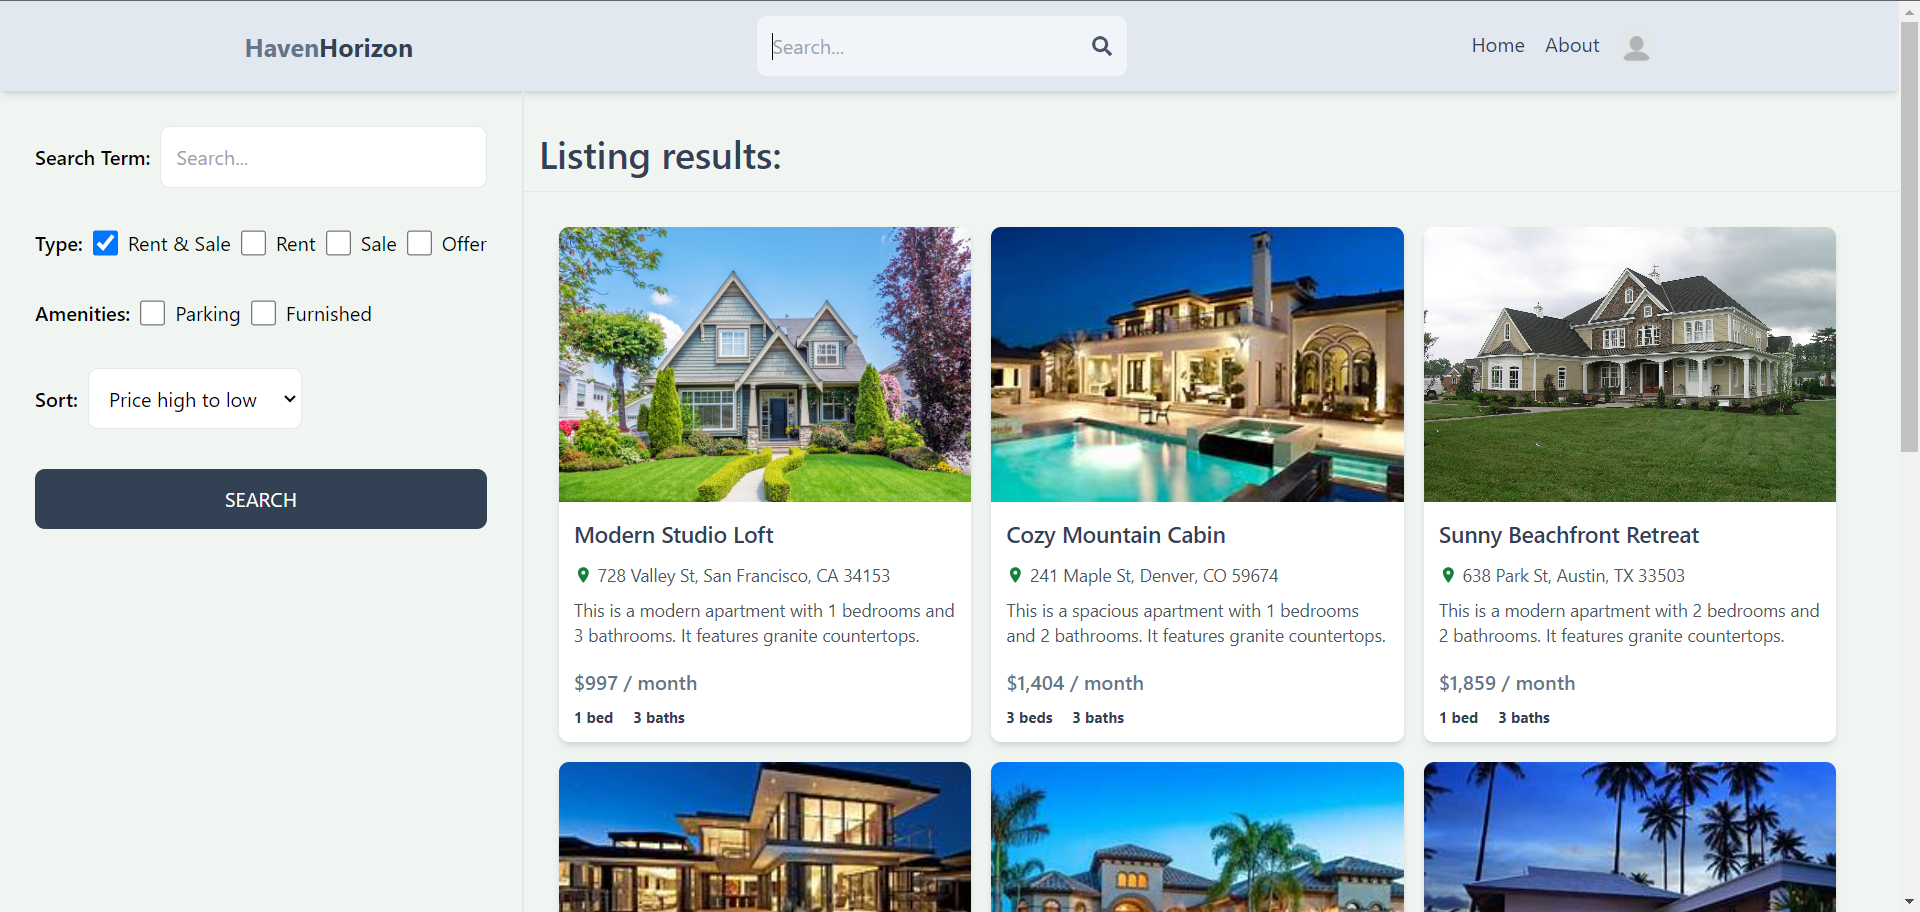 HavenHorizon
Search...
Home About
Search Term: Search...
Type: Rent & Sale Rent Sale Offer
Amenities: Parking Furnished
Sort: Price high to low
SEARCH
Listing results:
Modern Studio Loft
728 Valley St, San Francisco, CA 34153
This is a modern apartment with 1 bedrooms and
3 bathrooms. It features granite countertops.
$997 / month
1 bed 3 baths
Cozy Mountain Cabin
241 Maple St, Denver, CO 59674
This is a spacious apartment with 1 bedrooms
and 2 bathrooms. It features granite countertops.
$1,404 / month
3 beds 3 baths
Sunny Beachfront Retreat
638 Park St, Austin, TX 33503
This is a modern apartment with 2 bedrooms and
2 bathrooms. It features granite countertops.
$1,859 / month
1 bed 3 baths